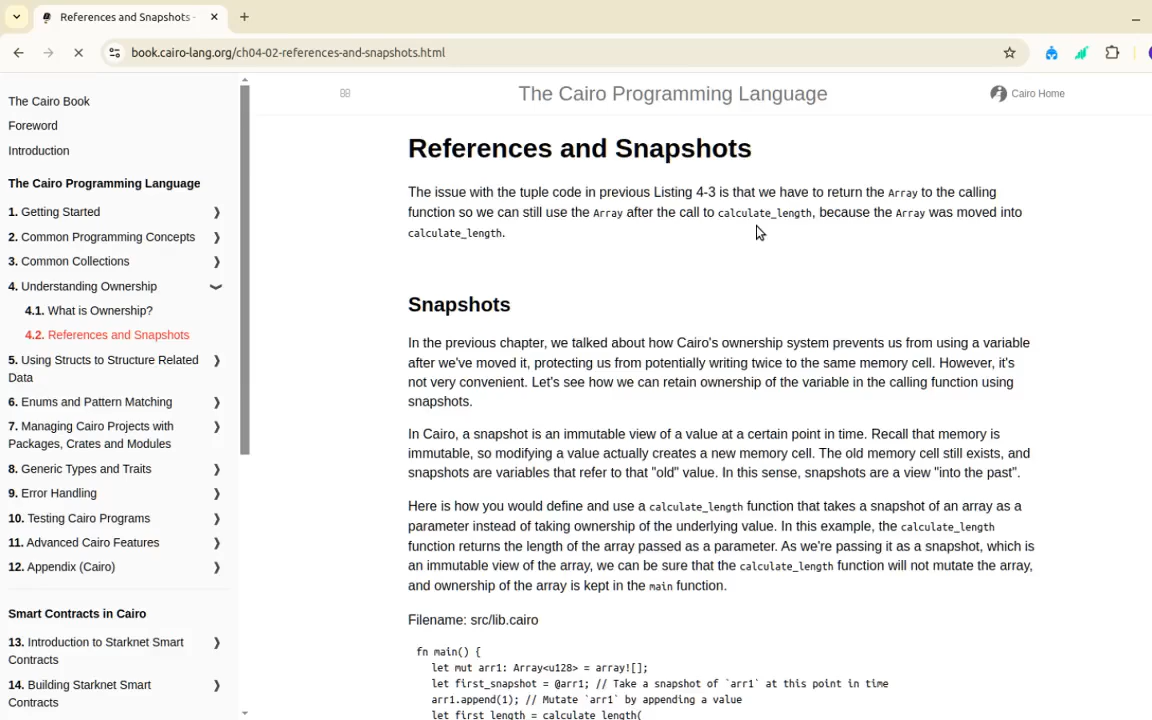 References and Snapshots -
book.cairo-lang.org/ch04-02-references-and-snapshots.html
The Cairo Book
Foreword
Introduction
The Cairo Programming Language
1. Getting Started
2. Common Programming Concepts
3. Common Collections
4. Understanding Ownership
4.1. What is Ownership?
4.2. References and Snapshots
5. Using Structs to Structure Related
Data
6. Enums and Pattern Matching
7. Managing Cairo Projects with
Packages, Crates and Modules
8. Generic Types and Traits
9. Error Handling
10. Testing Cairo Programs
11. Advanced Cairo Features
12. Appendix (Cairo)
Smart Contracts in Cairo
13. Introduction to Starknet Smart
Contracts
14. Building Starknet Smart
Contracts
The Cairo Programming Language
Cairo Home
References and Snapshots
The issue with the tuple code in previous Listing 4-3 is that we have to return the Array to the calling
function so we can still use the Array after the call to calculate_length, because the Array was moved into
calculate_length.
Snapshots
In the previous chapter, we talked about how Cairo's ownership system prevents us from using a variable
after we've moved it, protecting us from potentially writing twice to the same memory cell. However, it's
not very convenient. Let's see how we can retain ownership of the variable in the calling function using
snapshots.
In Cairo, a snapshot is an immutable view of a value at a certain point in time. Recall that memory is
immutable, so modifying a value actually creates a new memory cell. The old memory cell still exists, and
snapshots are variables that refer to that "old" value. In this sense, snapshots are a view "into the past".
Here is how you would define and use a calculate_length function that takes a snapshot of an array as a
parameter instead of taking ownership of the underlying value. In this example, the calculate_length
function returns the length of the array passed as a parameter. As we're passing it as a snapshot, which is
an immutable view of the array, we can be sure that the calculate_length function will not mutate the array,
and ownership of the array is kept in the main function.
Filename: src/lib.cairo
fn main() {
let mut arr1: Array<u128> = array![];
let first_snapshot = @arr1; // Take a snapshot of `arr1` at this point in time
arr1.append(1); // Mutate `arr1` by appending a value
let first_length = calculate_length(